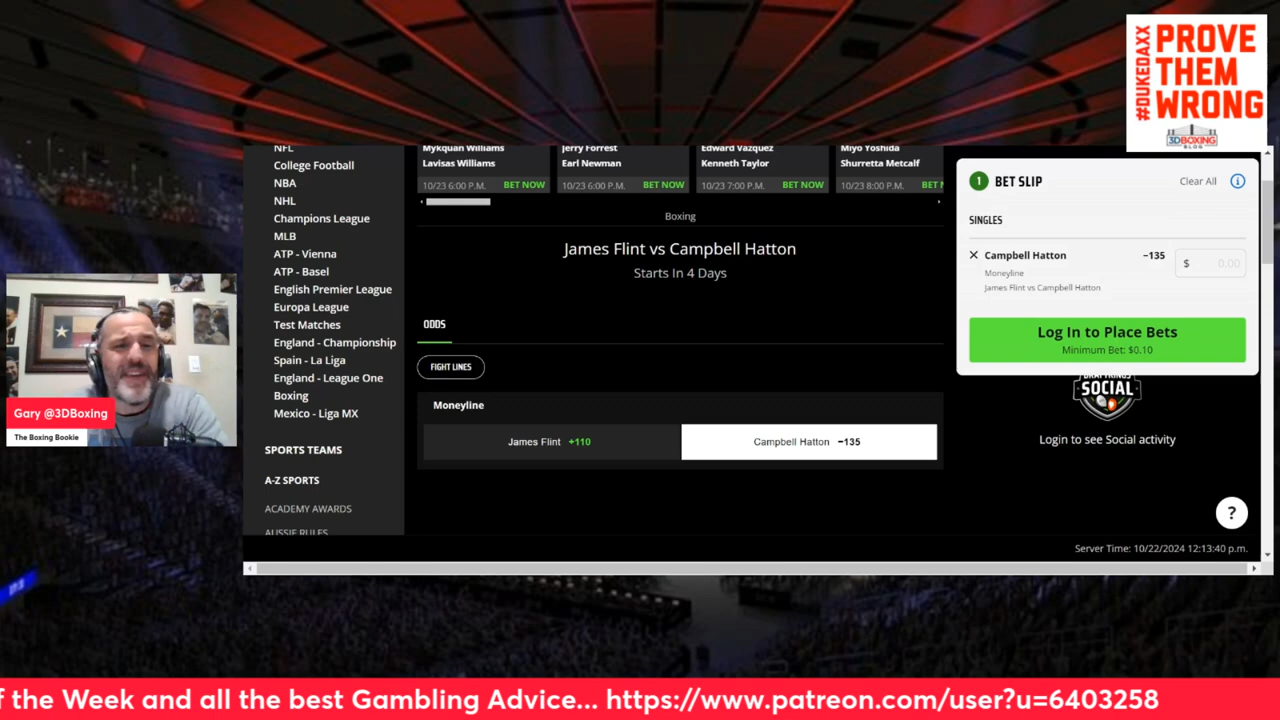 #DUKEDAXX
PROVE
THEM
WRONG
3DBOXING
BLOG
NFL
College Football
NBA
NHL
Champions League
MLB
ATP - Vienna
ATP - Basel
English Premier League
Europa League
Test Matches
England - Championship
Spain - La Liga
England - League One
Boxing
Mexico - Liga MX
SPORTS TEAMS
A-Z SPORTS
ACADEMY AWARDS
AUSSIE RULES
Mykquan Williams
Lavisas Williams
10/23 6:00 P.M. BET NOW
Jerry Forrest
Earl Newman
10/23 6:00 P.M. BET NOW
Edward Vazquez
Kenneth Taylor
10/23 7:00 P.M. BET NOW
Miyo Yoshida
Shurretta Metcalf
10/23 8:00 P.M. BET N
Boxing
James Flint vs Campbell Hatton
Starts In 4 Days
ODDS
FIGHT LINES
Moneyline
James Flint +110
Campbell Hatton −135
1 BET SLIP
Clear All
SINGLES
Campbell Hatton −135
$ 0.00
Moneyline
James Flint vs Campbell Hatton
Log In to Place Bets
Minimum Bet: $0.10
DRAFTKINGS
SOCIAL
Login to see Social activity
?
Server Time: 10/22/2024 12:13:40 p.m.
Gary @3DBoxing
The Boxing Bookie
f the Week and all the best Gambling Advice... https://www.patreon.com/user?u=6403258